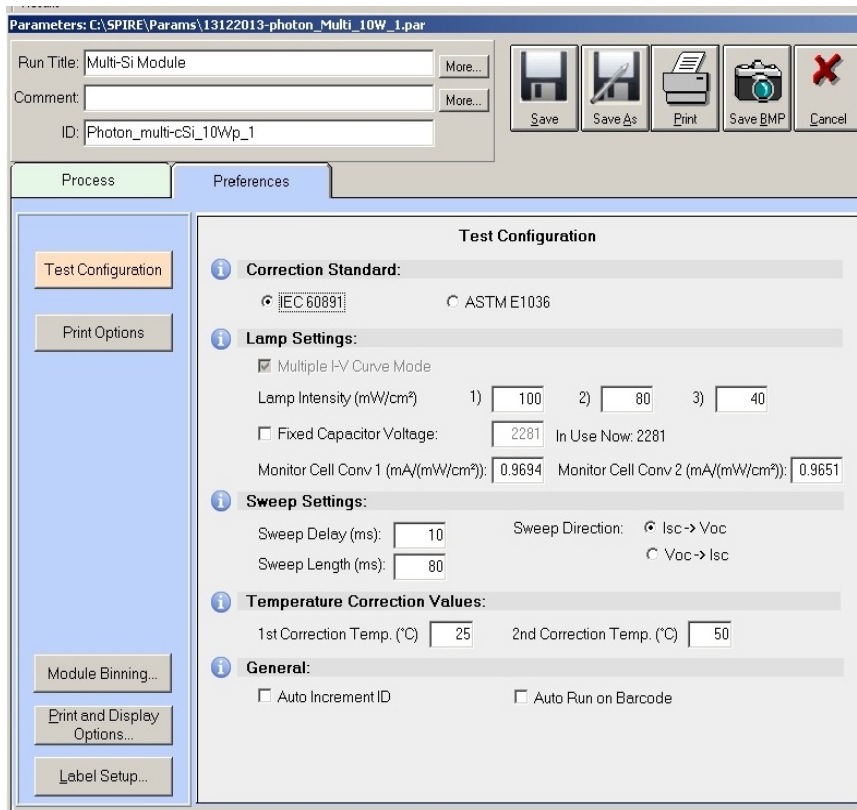 Parameters: C:\SPIRE\Params\13122013-photon_Multi_10W_1.par
Run Title: Multi-Si Module More...
Comment: More...
ID: Photon_multi-cSi_10Wp_1
Save Save As Print Save BMP Cancel
Process Preferences
Test Configuration
Print Options
Module Binning...
Print and Display
Options...
Label Setup...
Test Configuration
Correction Standard:
IEC 60891 ASTM E1036
Lamp Settings:
Multiple I-V Curve Mode
Lamp Intensity (mW/cm²) 1) 100 2) 80 3) 40
Fixed Capacitor Voltage: 2281 In Use Now: 2281
Monitor Cell Conv 1 (mA/(mW/cm²)): 0.9694 Monitor Cell Conv 2 (mA/(mW/cm²)): 0.9651
Sweep Settings:
Sweep Delay (ms): 10 Sweep Direction: Isc -> Voc
Sweep Length (ms): 80 Voc -> Isc
Temperature Correction Values:
1st Correction Temp. (°C) 25 2nd Correction Temp. (°C) 50
General:
Auto Increment ID Auto Run on Barcode